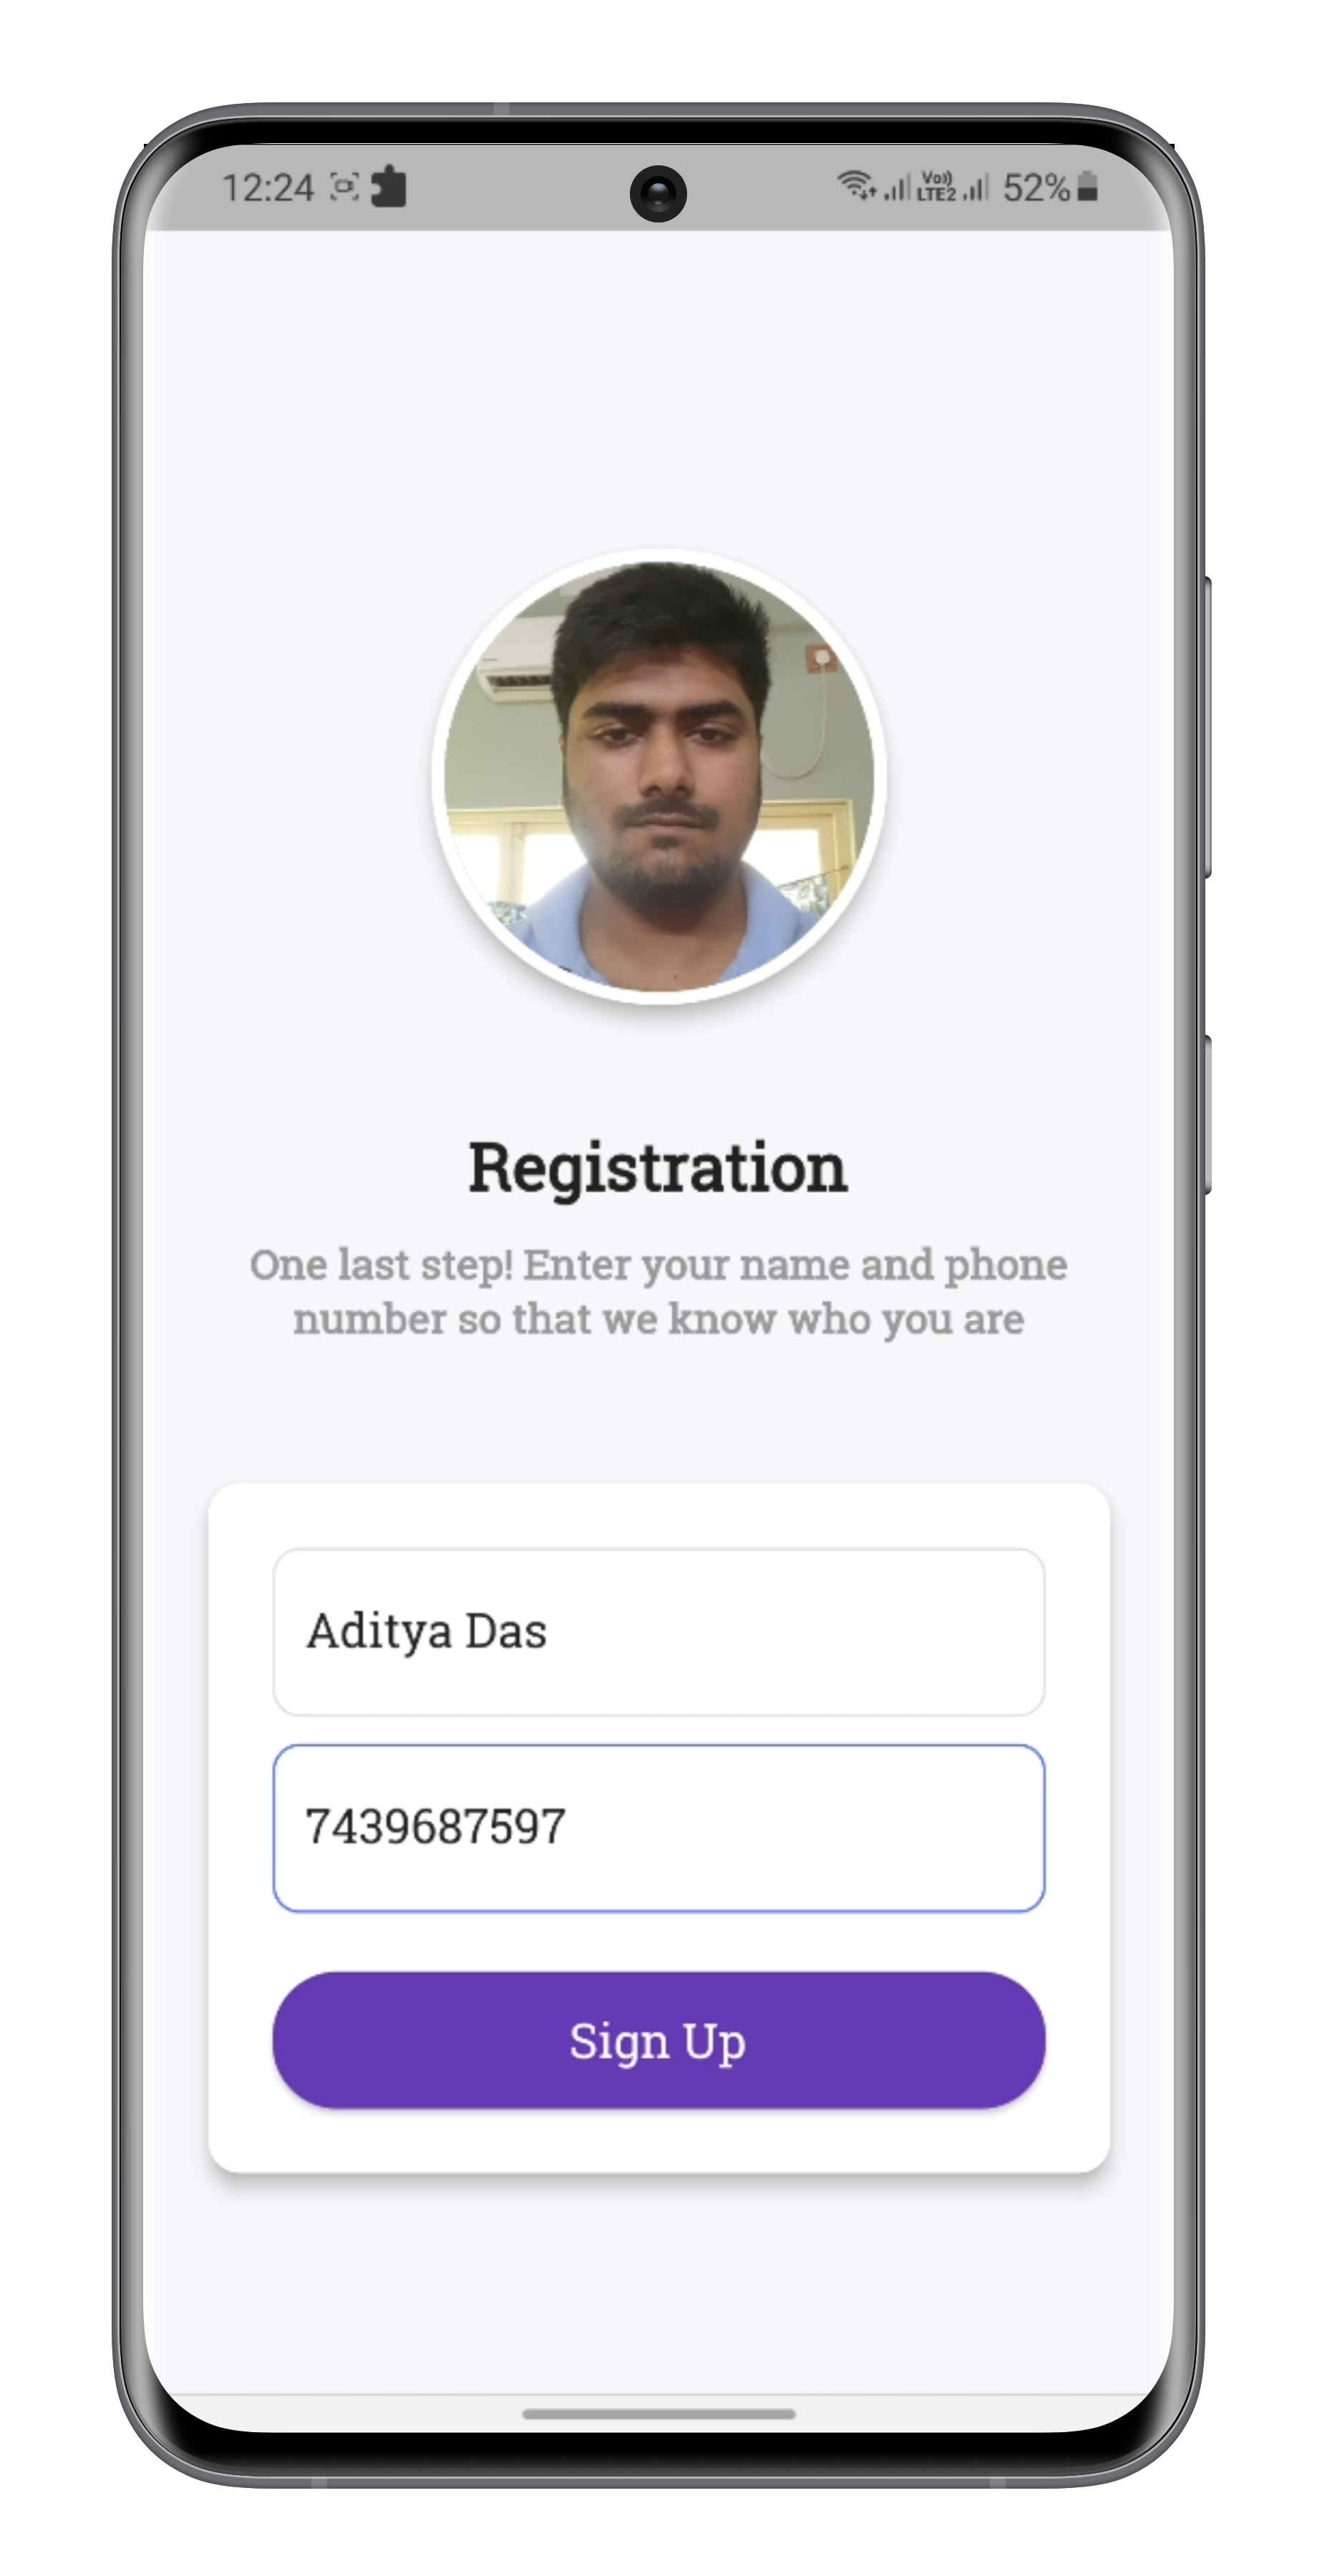 12:24 Vo)) LTE2 52%
Registration
One last step! Enter your name and phone
number so that we know who you are
Aditya Das
7439687597
Sign Up